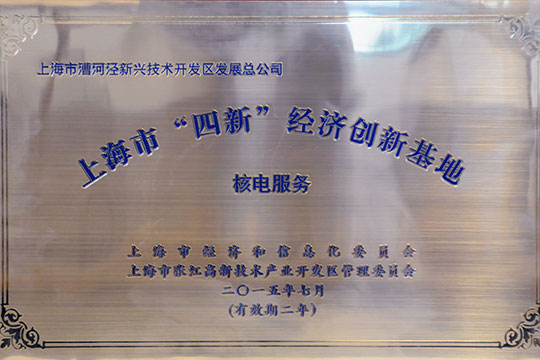 上海市漕河泾新兴技术开发区发展总公司
上海市“四新”经济创新基地
核电服务
上海市经济和信息化委员会
上海市张江高新技术产业开发区管理委员会
二〇一五年七月
(有效期二年)